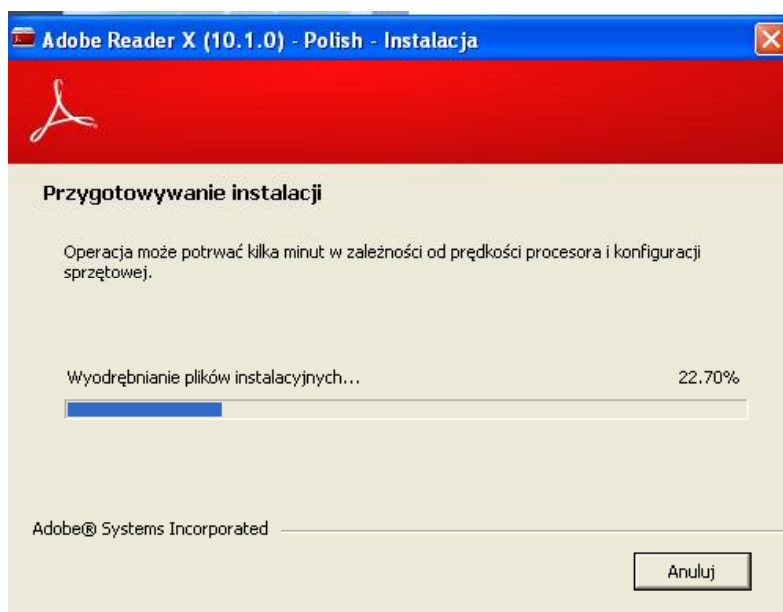 Adobe Reader X (10.1.0) - Polish - Instalacja
Przygotowywanie instalacji
Operacja może potrwać kilka minut w zależności od prędkości procesora i konfiguracji
sprzętowej.
Wyodrębnianie plików instalacyjnych... 22.70%
Adobe® Systems Incorporated
Anuluj